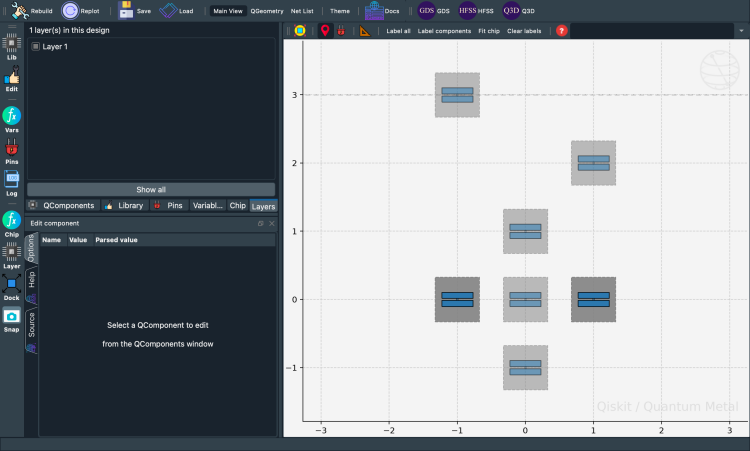 Rebuild Replot Save Load Main View QGeometry Net List Theme Docs GDS GDS HFSS HFSS Q3D Q3D
1 layer(s) in this design
Layer 1
Lib
Edit
Vars
Pins
LOG
Log
Chip
Layer
Dock
Snap
Show all
QComponents Library Pins Variabl... Chip Layers
Edit component
Options
Help
Source
Name Value Parsed value
Select a QComponent to edit
from the QComponents window
Label all Label components Fit chip Clear labels ?
3
2
1
0
−1
−3 −2 −1 0 1 2 3
Qiskit / Quantum Metal